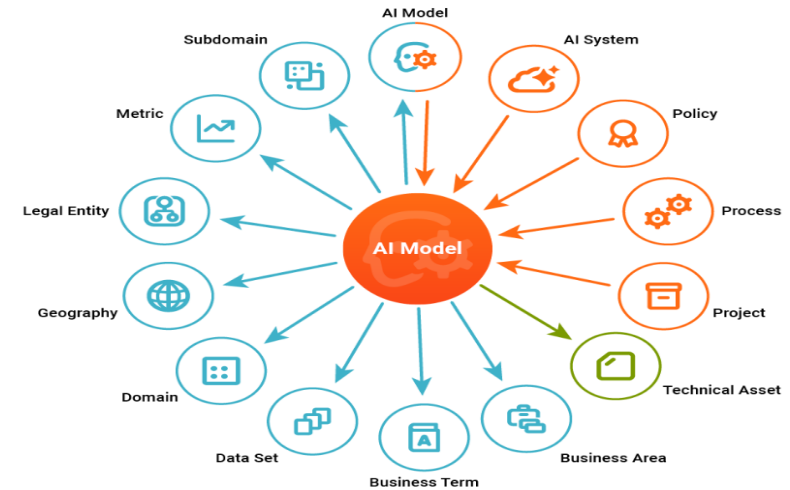 AI Model
Subdomain
AI System
Metric
Policy
Legal Entity
Process
AI Model
Geography
Project
Domain
Technical Asset
Data Set
Business Area
Business Term
A